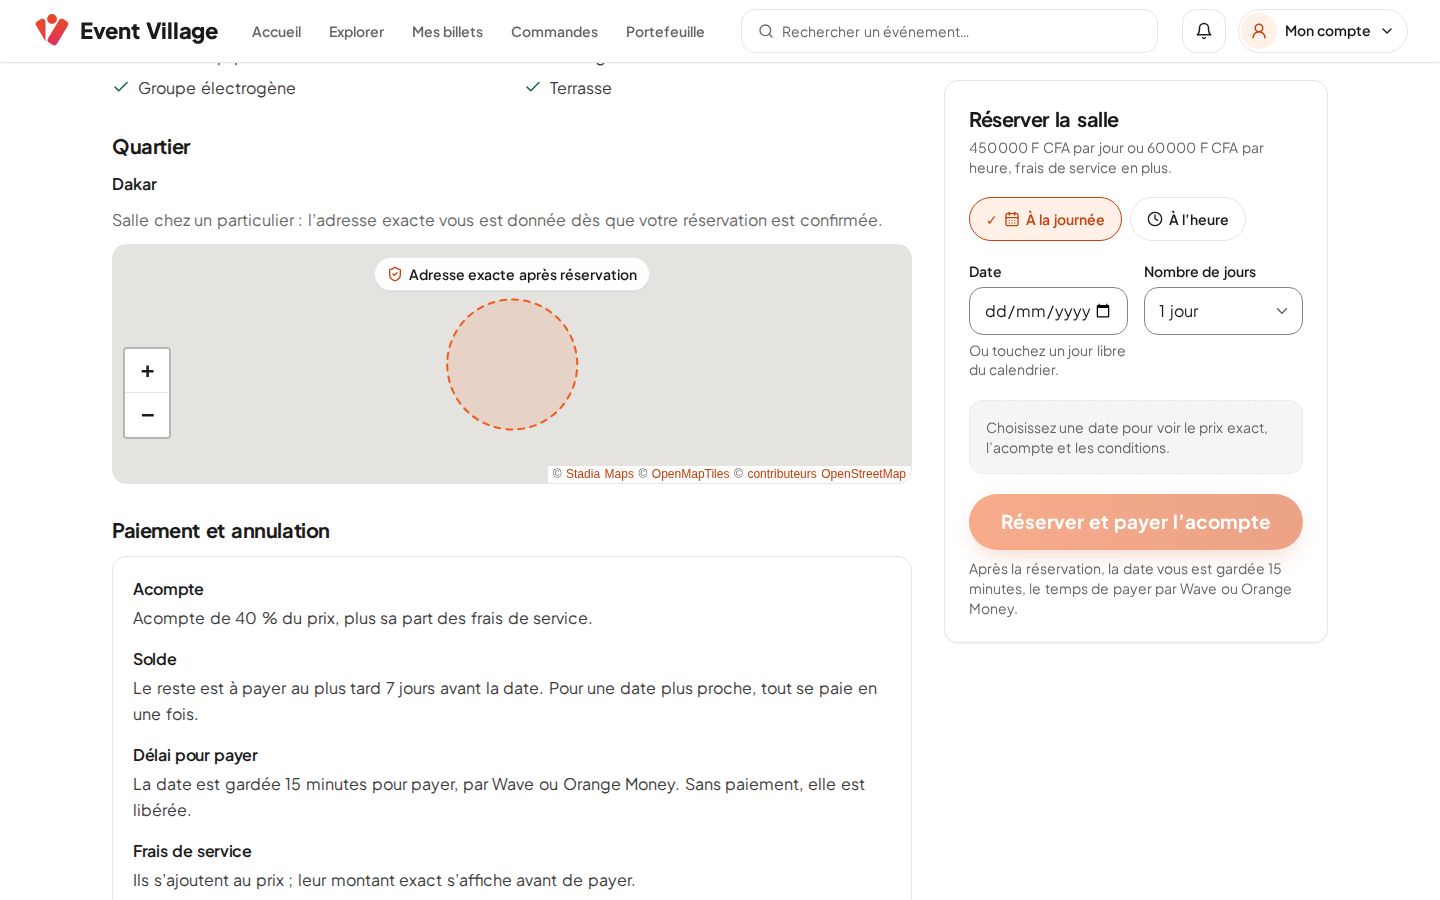 Event Village
Accueil
Explorer
Mes billets
Commandes
Portefeuille
Rechercher un événement…
Mon compte
Groupe électrogène
Terrasse
Quartier
Dakar
Salle chez un particulier : l’adresse exacte vous est donnée dès que votre réservation est confirmée.
Adresse exacte après réservation
+
−
© Stadia Maps © OpenMapTiles © contributeurs OpenStreetMap
Paiement et annulation
Acompte
Acompte de 40 % du prix, plus sa part des frais de service.
Solde
Le reste est à payer au plus tard 7 jours avant la date. Pour une date plus proche, tout se paie en
une fois.
Délai pour payer
La date est gardée 15 minutes pour payer, par Wave ou Orange Money. Sans paiement, elle est
libérée.
Frais de service
Ils s’ajoutent au prix ; leur montant exact s’affiche avant de payer.
Réserver la salle
450 000 F CFA par jour ou 60 000 F CFA par
heure, frais de service en plus.
✓ À la journée
À l’heure
Date
Nombre de jours
dd/mm/yyyy
1 jour
Ou touchez un jour libre
du calendrier.
Choisissez une date pour voir le prix exact,
l’acompte et les conditions.
Réserver et payer l’acompte
Après la réservation, la date vous est gardée 15
minutes, le temps de payer par Wave ou Orange
Money.